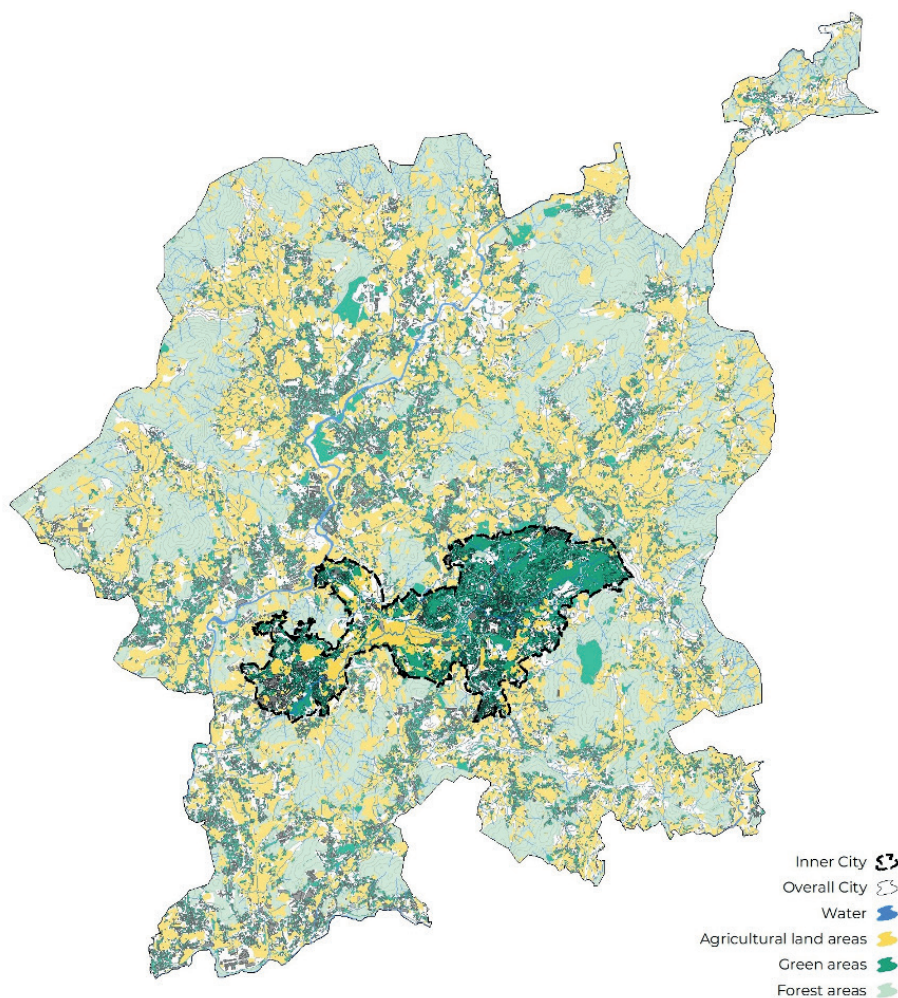 Inner City
Overall City
Water
Agricultural land areas
Green areas
Forest areas